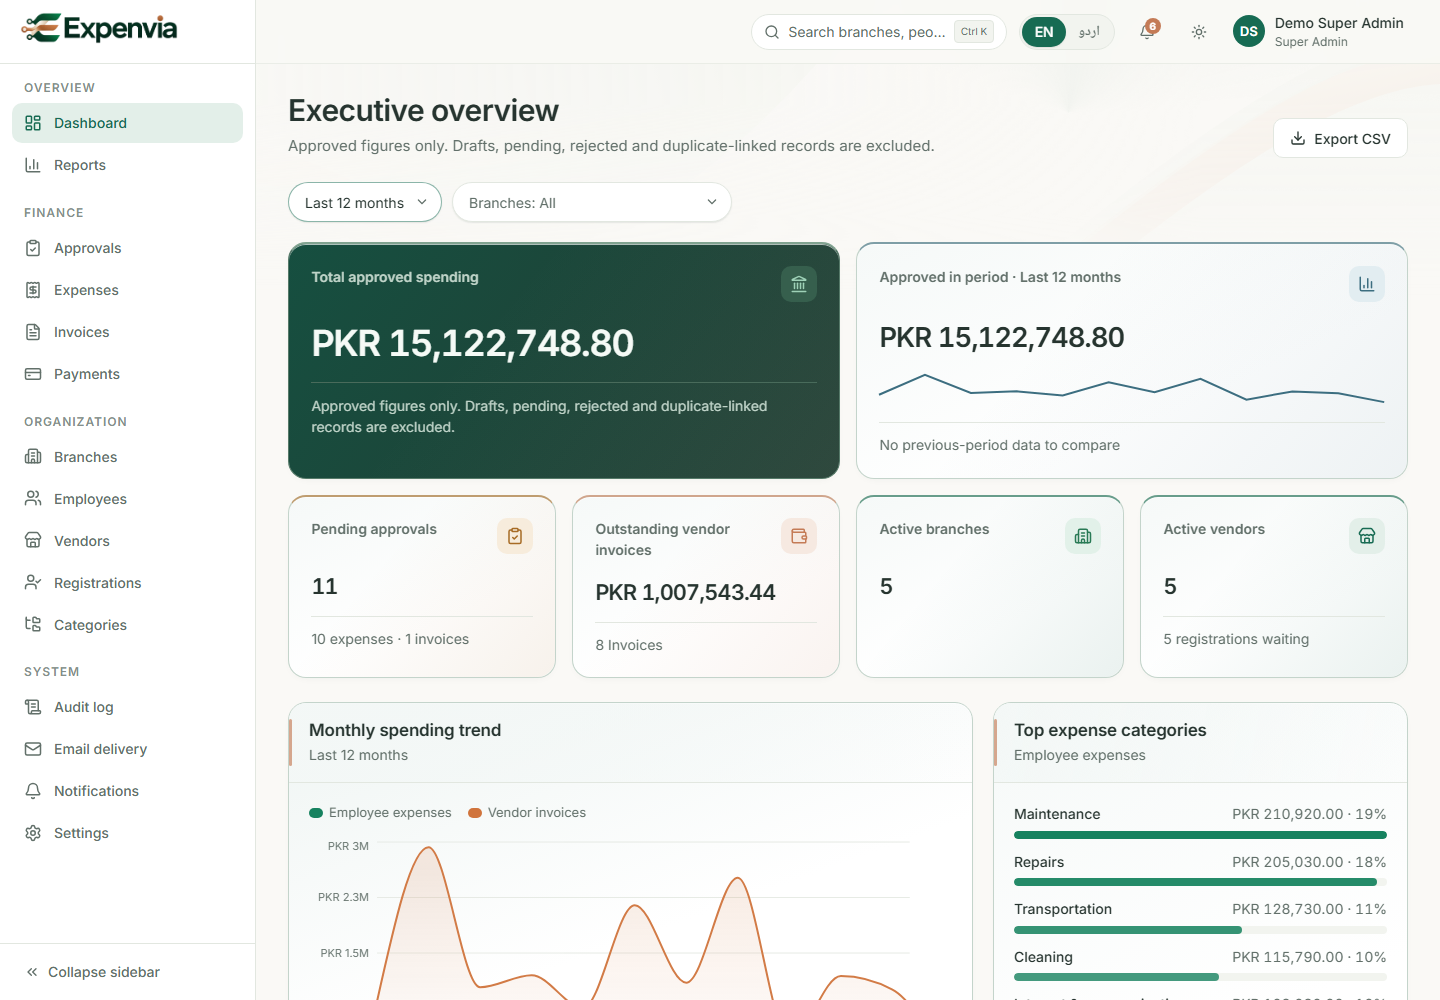 Expenvia
Search branches, peo...
Ctrl K
EN
اردو
6
DS
Demo Super Admin
Super Admin
OVERVIEW
Dashboard
Reports
FINANCE
Approvals
Expenses
Invoices
Payments
ORGANIZATION
Branches
Employees
Vendors
Registrations
Categories
SYSTEM
Audit log
Email delivery
Notifications
Settings
Collapse sidebar
Executive overview
Approved figures only. Drafts, pending, rejected and duplicate-linked records are excluded.
Export CSV
Last 12 months
Branches: All
Total approved spending
PKR 15,122,748.80
Approved figures only. Drafts, pending, rejected and duplicate-linked
records are excluded.
Approved in period · Last 12 months
PKR 15,122,748.80
No previous-period data to compare
Pending approvals
11
10 expenses · 1 invoices
Outstanding vendor
invoices
PKR 1,007,543.44
8 Invoices
Active branches
5
Active vendors
5
5 registrations waiting
Monthly spending trend
Last 12 months
Employee expenses
Vendor invoices
PKR 3M
PKR 2.3M
PKR 1.5M
Top expense categories
Employee expenses
Maintenance
PKR 210,920.00 · 19%
Repairs
PKR 205,030.00 · 18%
Transportation
PKR 128,730.00 · 11%
Cleaning
PKR 115,790.00 · 10%